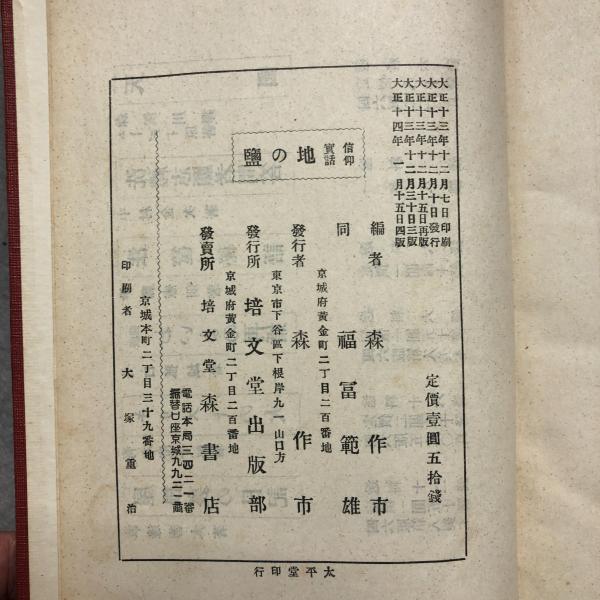 大正十三年十二月七日印刷
大正十三年十二月十日發行
大正十三年十二月十五日再版
大正十三年十二月三十日三版
大正十四年一月十五日四版
定價壹圓五拾錢
信仰實話
地の鹽
編者 森作市
同 福冨範雄
京城府黃金町二丁目二百番地
發行者 森作市
東京市下谷區下根岸九一山口方
發行所 培文堂出版部
京城府黃金町二丁目二百番地
發賣所 培文堂森書店
電話本局三四二一番
振替口座京城九九二二番
京城本町二丁目三十九番地
印刷者 大塚重治
太平堂印行